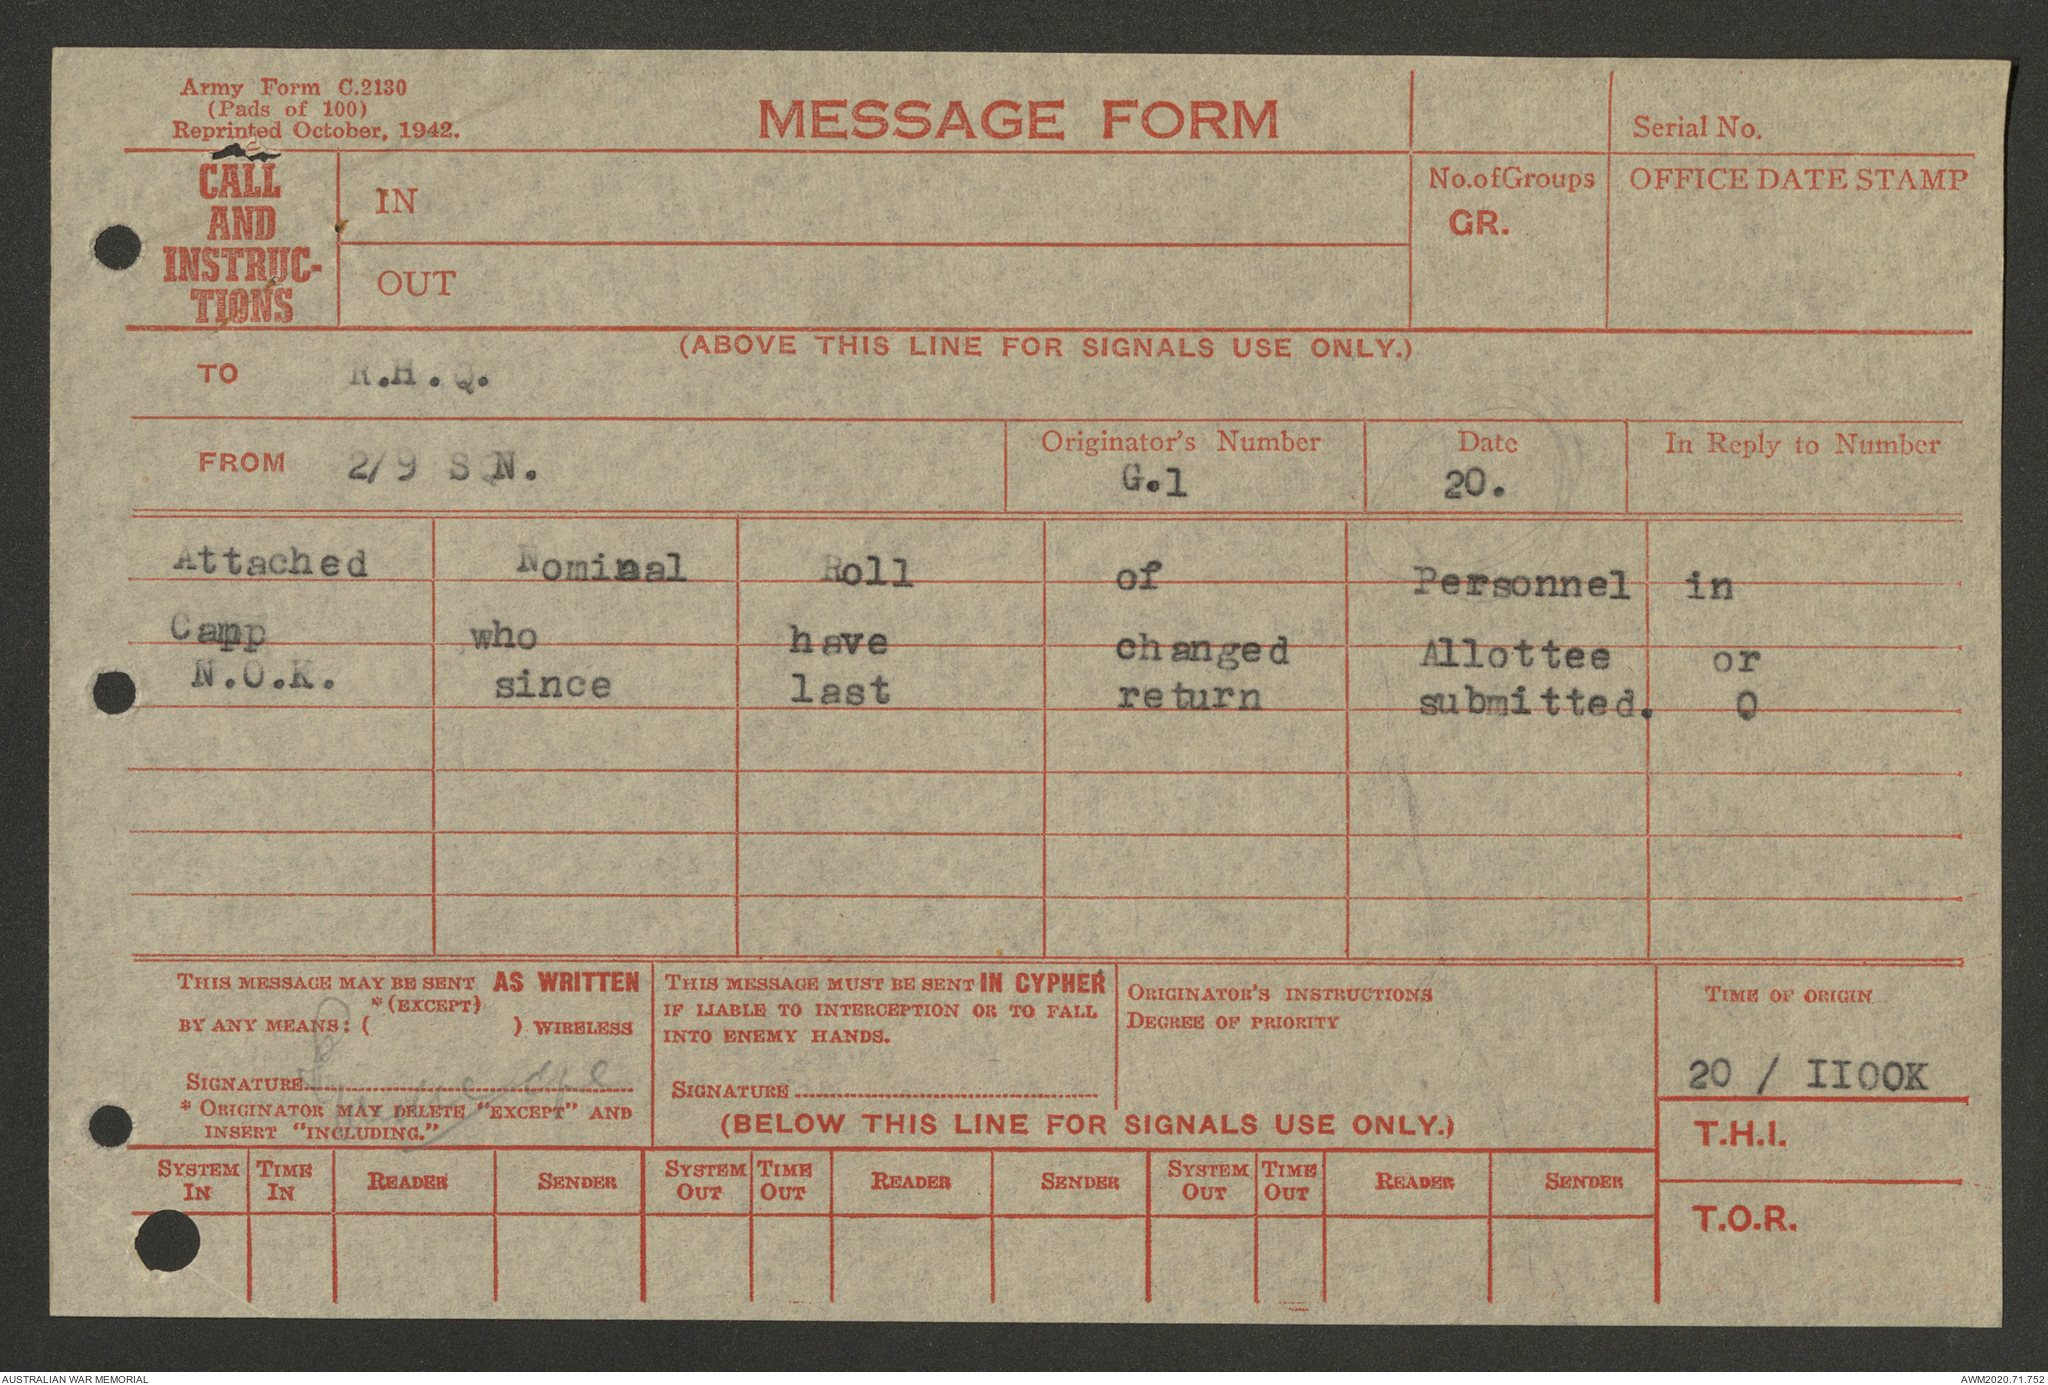 Army Form C.2130
(Pads of 100)
Reprinted October, 1942.
MESSAGE FORM
Serial No.
CALL
AND
INSTRUC-
TIONS
IN
OUT
No. of Groups
GR.
OFFICE DATE STAMP
(ABOVE THIS LINE FOR SIGNALS USE ONLY.)
TO R.H.Q.
FROM 2/9 SQN.
Originator's Number
G.1
Date
20.
In Reply to Number
Attached Nominal Roll of Personnel in
Camp who have changed Allottee or
N.O.K. since last return submitted. O
THIS MESSAGE MAY BE SENT AS WRITTEN
*(EXCEPT)
BY ANY MEANS: ( ) WIRELESS
SIGNATURE
* ORIGINATOR MAY DELETE "EXCEPT" AND
INSERT "INCLUDING."
THIS MESSAGE MUST BE SENT IN CYPHER
IF LIABLE TO INTERCEPTION OR TO FALL
INTO ENEMY HANDS.
SIGNATURE
ORIGINATOR'S INSTRUCTIONS
DEGREE OF PRIORITY
TIME OF ORIGIN
20 / II00K
(BELOW THIS LINE FOR SIGNALS USE ONLY.)
T.H.I.
T.O.R.
SYSTEM IN TIME IN READER SENDER SYSTEM OUT TIME OUT READER SENDER SYSTEM OUT TIME OUT READER SENDER
AUSTRALIAN WAR MEMORIAL
AWM2020.71.752